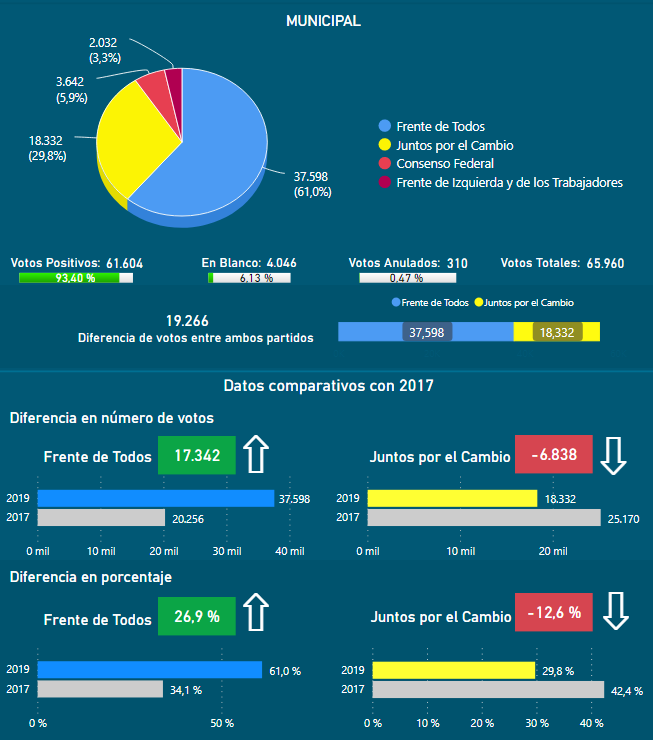 MUNICIPAL
2.032
(3,3%)
3.642
(5,9%)
18.332
(29,8%)
37.598
(61,0%)
Frente de Todos
Juntos por el Cambio
Consenso Federal
Frente de Izquierda y de los Trabajadores
Votos Positivos: 61.604
93,40 %
En Blanco: 4.046
6,13 %
Votos Anulados: 310
0,47 %
Votos Totales: 65.960
19.266
Diferencia de votos entre ambos partidos
Frente de Todos Juntos por el Cambio
37,598 18,332
Datos comparativos con 2017
Diferencia en número de votos
Frente de Todos 17.342
2019 37.598
2017 20.256
0 mil 10 mil 20 mil 30 mil 40 mil
Juntos por el Cambio -6.838
2019 18.332
2017 25.170
0 mil 10 mil 20 mil
Diferencia en porcentaje
Frente de Todos 26,9 %
2019 61,0 %
2017 34,1 %
0 % 50 %
Juntos por el Cambio -12,6 %
2019 29,8 %
2017 42,4 %
0 % 10 % 20 % 30 % 40 %